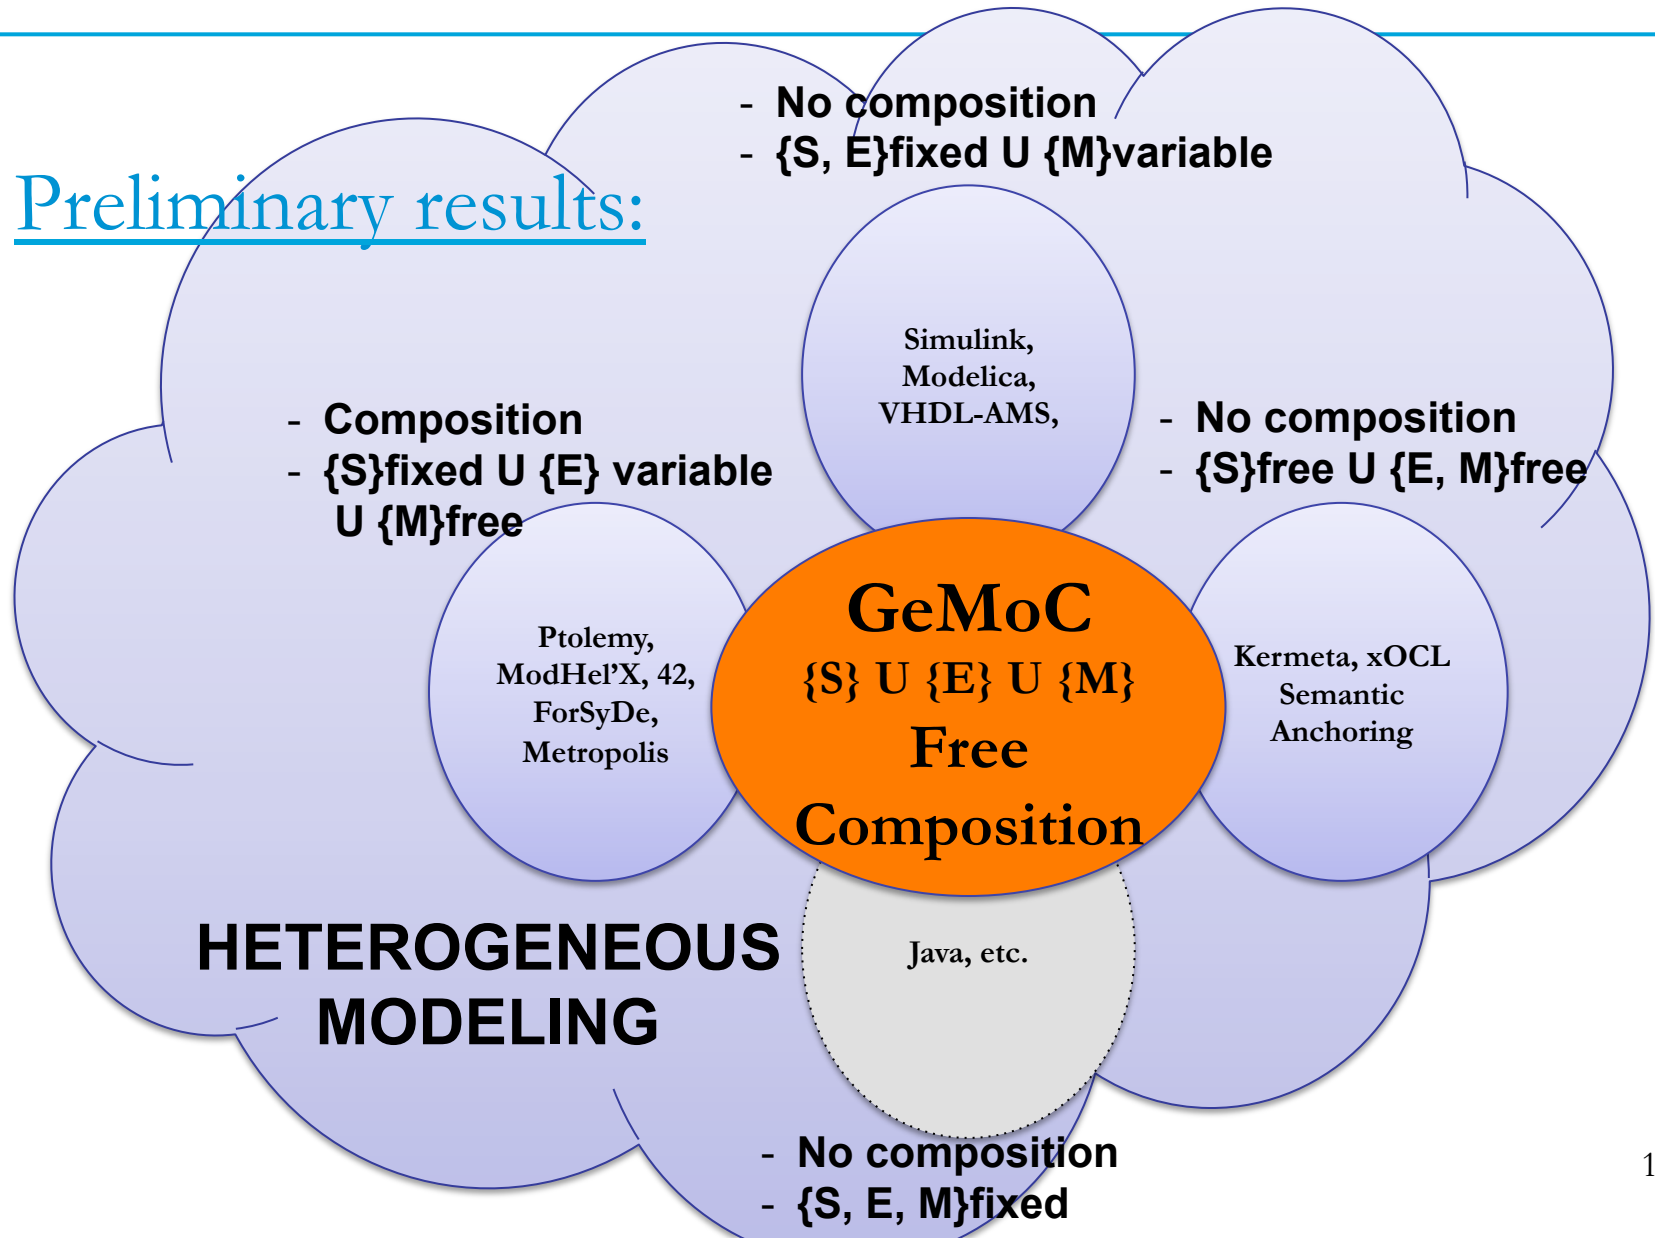 Preliminary results:
- No composition
- {S, E}fixed U {M}variable
Simulink,
Modelica,
VHDL-AMS,
- Composition
- {S}fixed U {E} variable
U {M}free
- No composition
- {S}free U {E, M}free
Ptolemy,
ModHel’X, 42,
ForSyDe,
Metropolis
GeMoC
{S} U {E} U {M}
Free
Composition
Kermeta, xOCL
Semantic
Anchoring
HETEROGENEOUS
MODELING
Java, etc.
- No composition
- {S, E, M}fixed
1